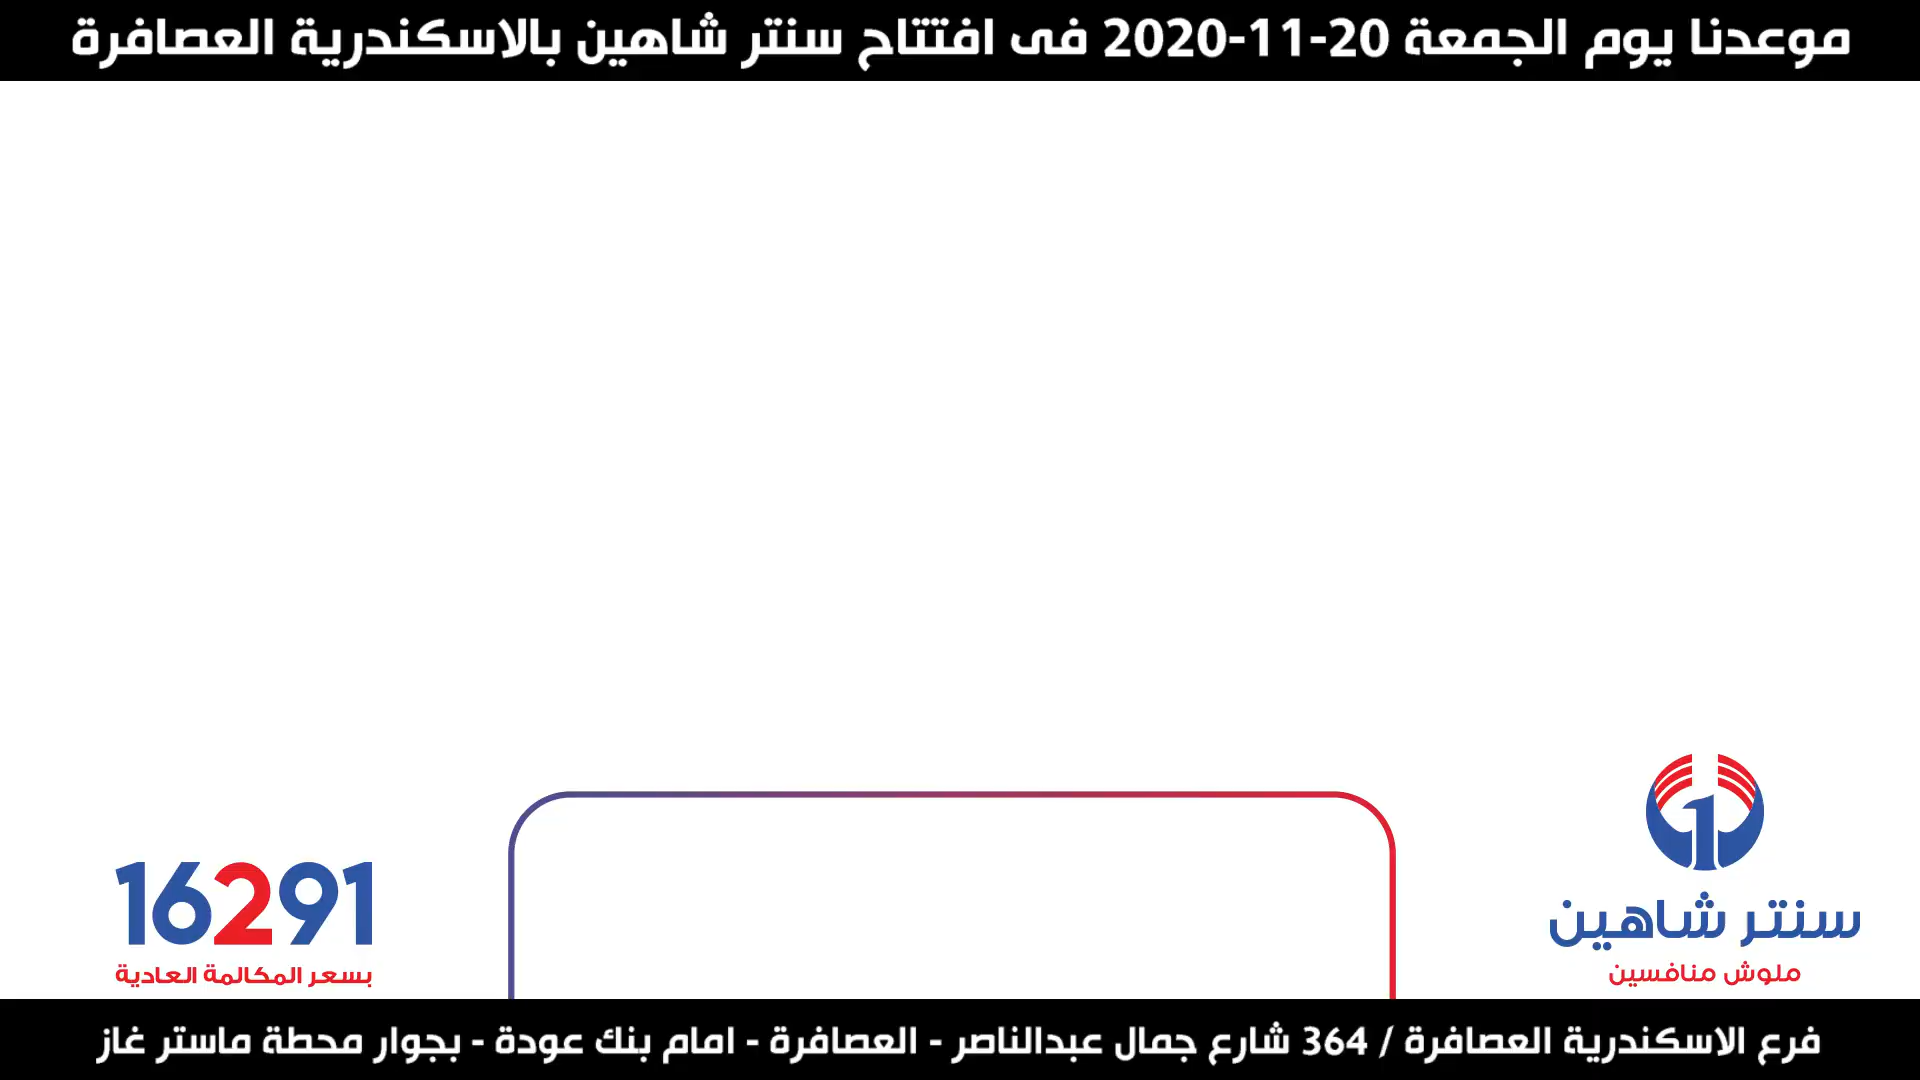 موعدنا يوم الجمعة 20-11-2020 فى افتتاح سنتر شاهين بالاسكندرية العصافرة
1
سنتر شاهين
ملوش منافسين
16291
بسعر المكالمة العادية
فرع الاسكندرية العصافرة / 364 شارع جمال عبدالناصر - العصافرة - امام بنك عودة - بجوار محطة ماستر غاز